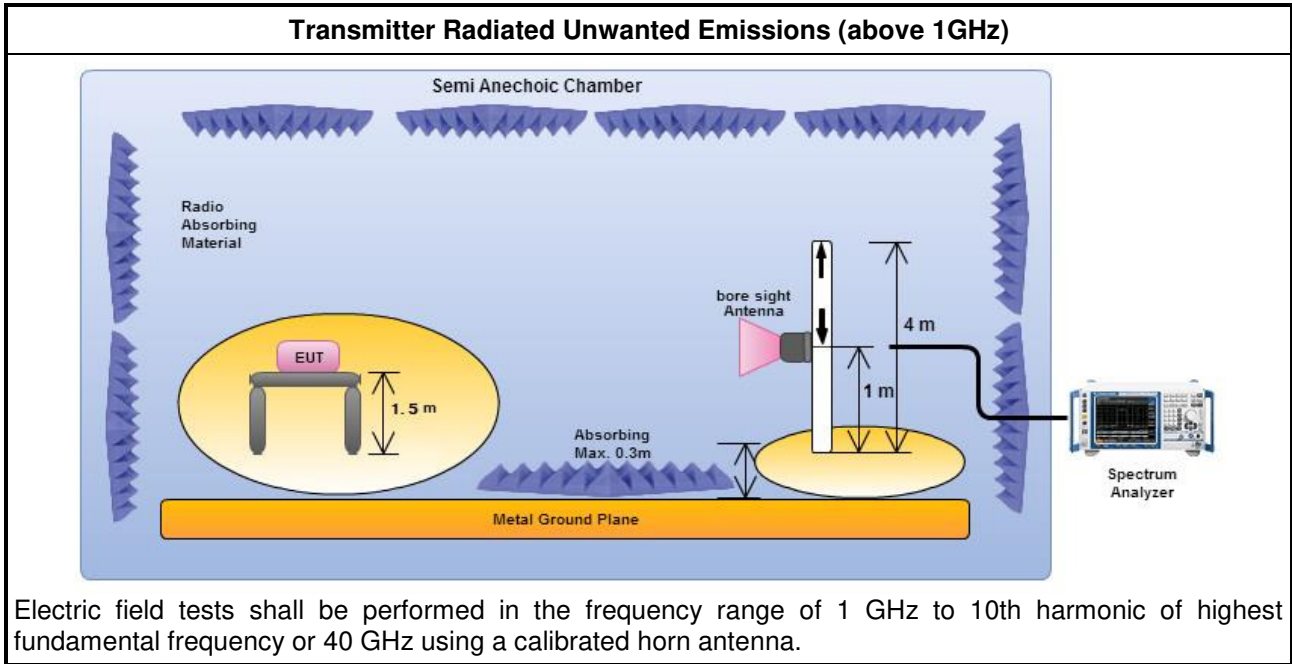 Transmitter Radiated Unwanted Emissions (above 1GHz)
Semi Anechoic Chamber
Radio
Absorbing
Material
bore sight
Antenna
4 m
EUT
1 m
1. 5 m
Absorbing
Max. 0.3m
Spectrum
Analyzer
Metal Ground Plane
Electric field tests shall be performed in the frequency range of 1 GHz to 10th harmonic of highest
fundamental frequency or 40 GHz using a calibrated horn antenna.